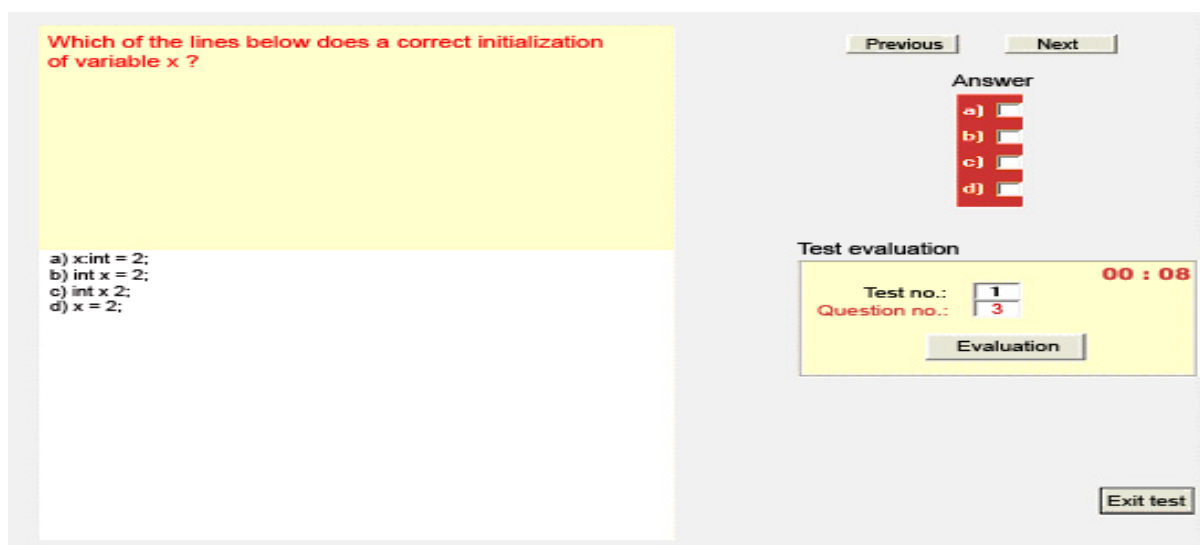 Which of the lines below does a correct initialization
of variable x ?
a) x:int = 2;
b) int x = 2;
c) int x 2;
d) x = 2;
Previous
Next
Answer
a)
b)
c)
d)
Test evaluation
00 : 08
Test no.: 1
Question no.: 3
Evaluation
Exit test